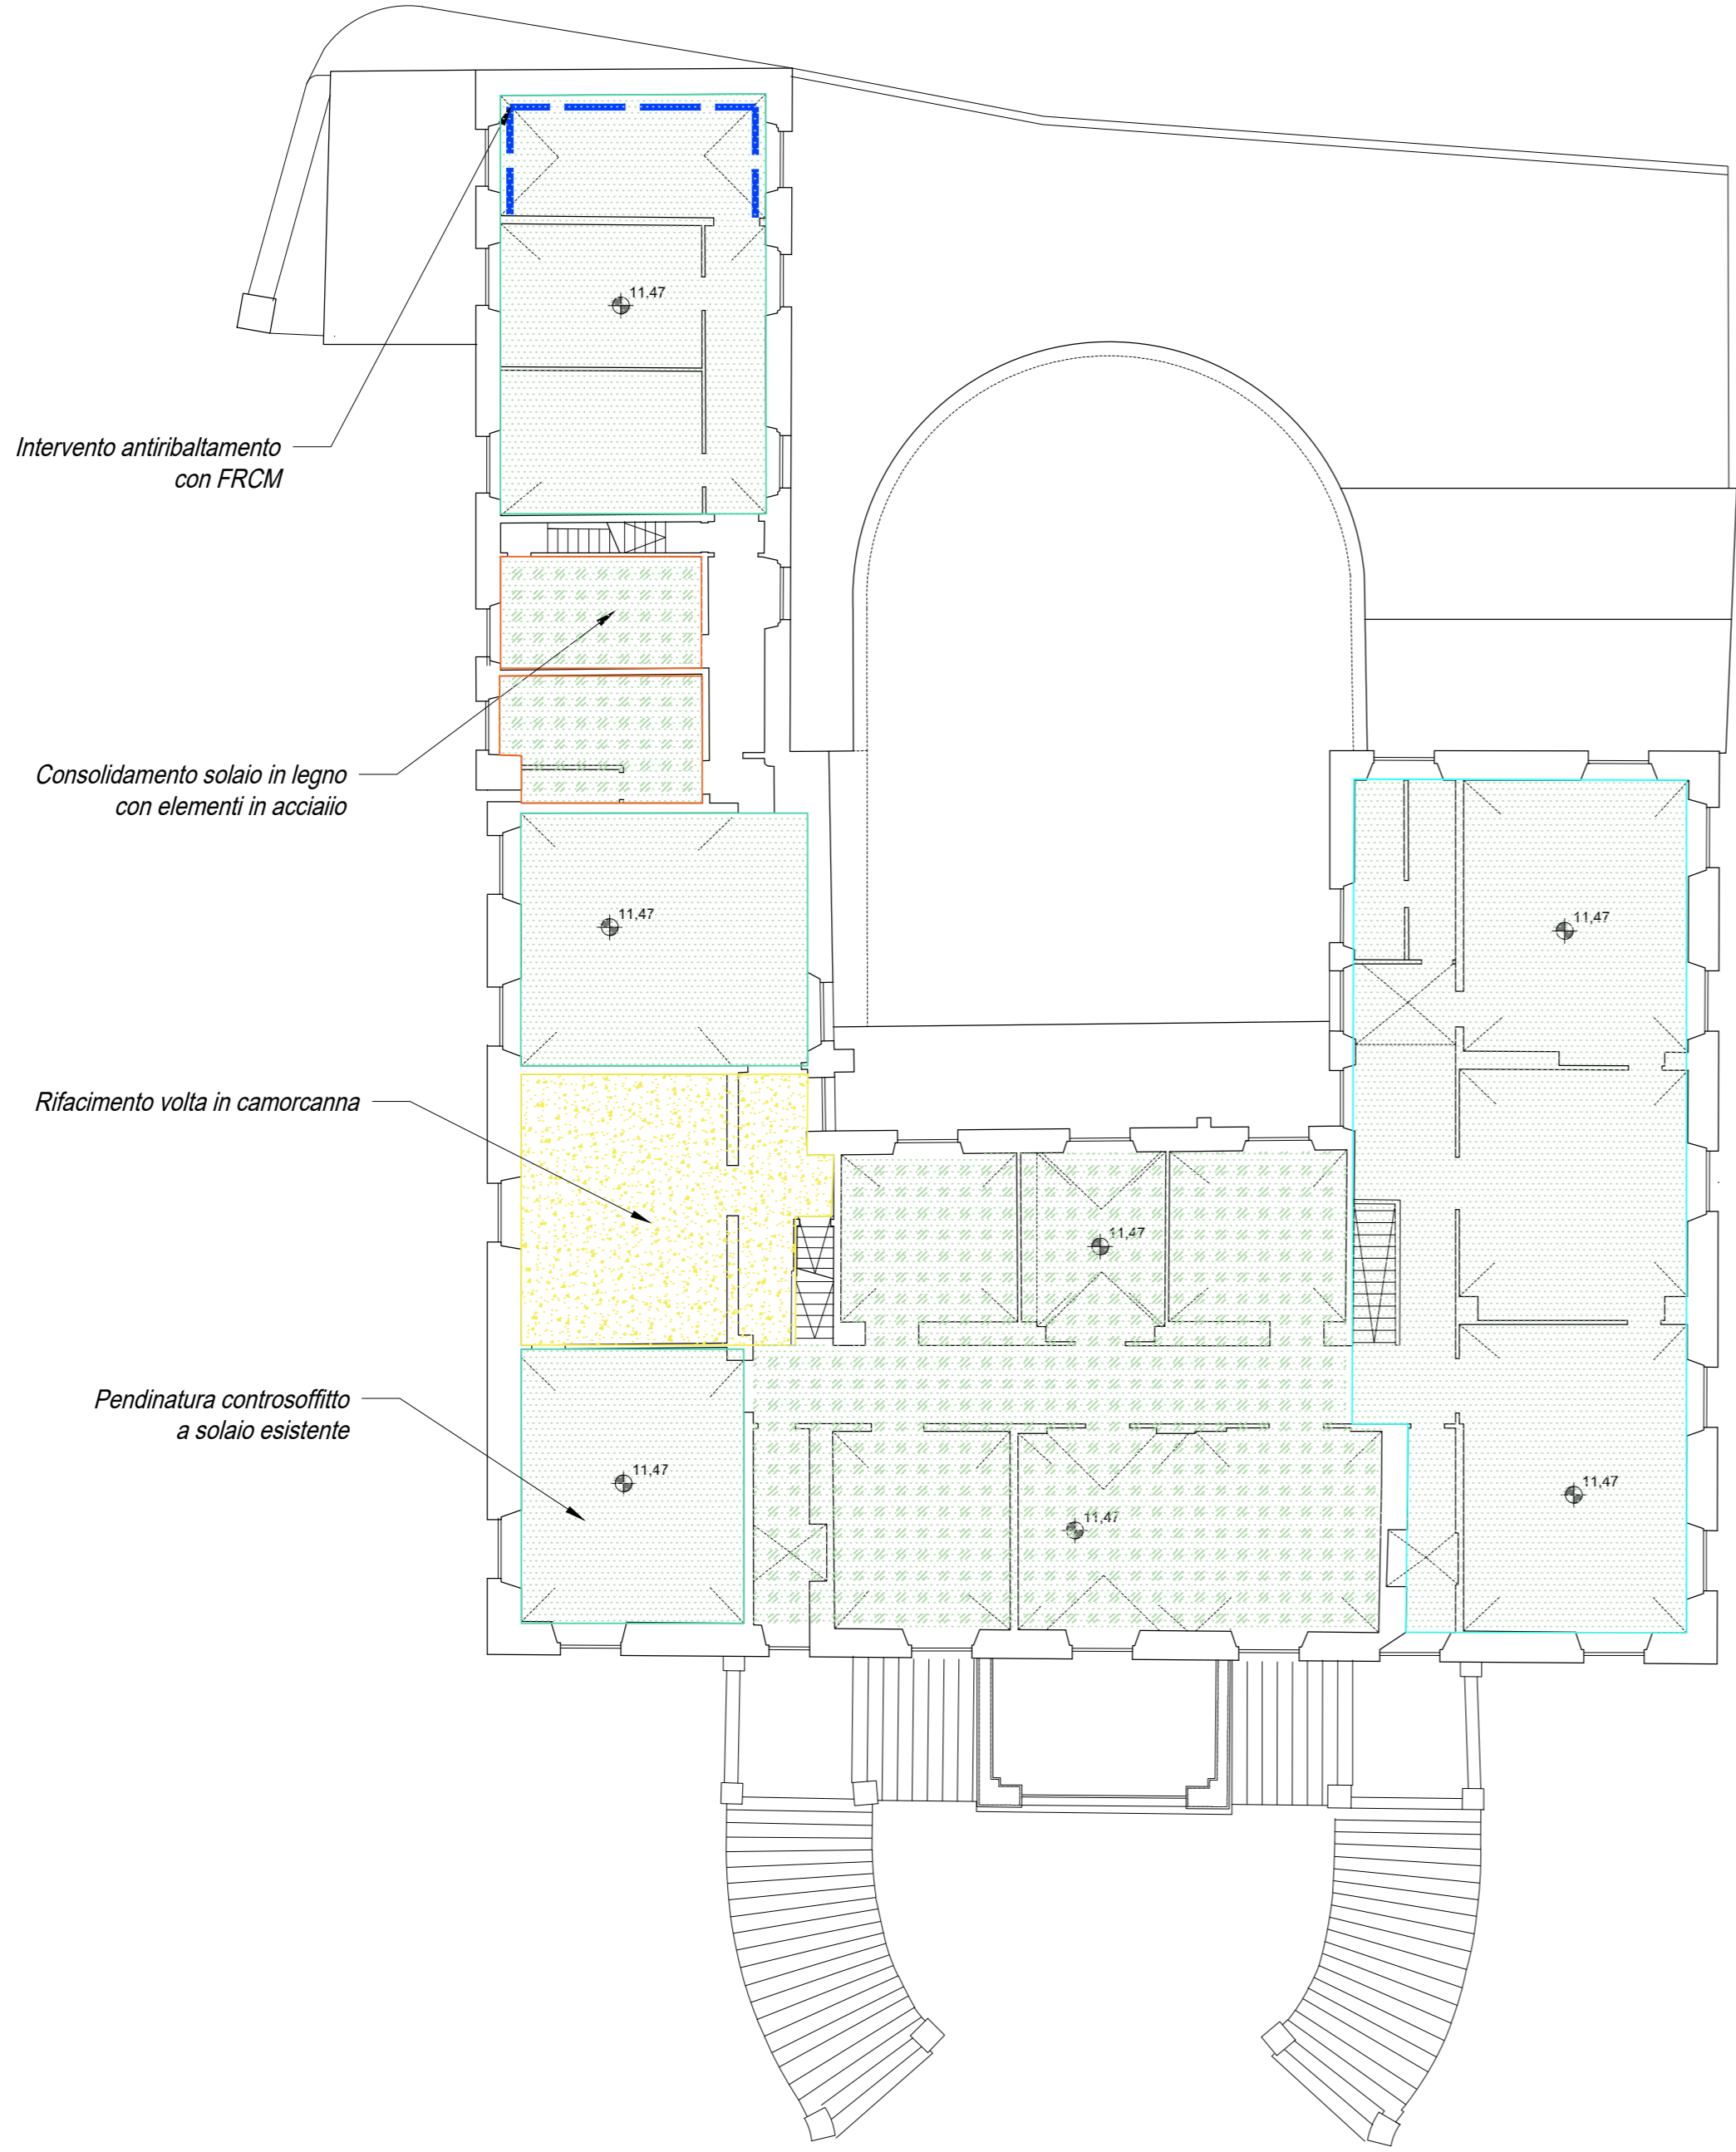 11,47
Intervento antiribaltamento
con FRCM
Consolidamento solaio in legno
con elementi in acciaiio
11,47
11,47
Rifacimento volta in camorcanna
11,47
Pendinatura controsoffitto
a solaio esistente
11,47
11,47
11,47